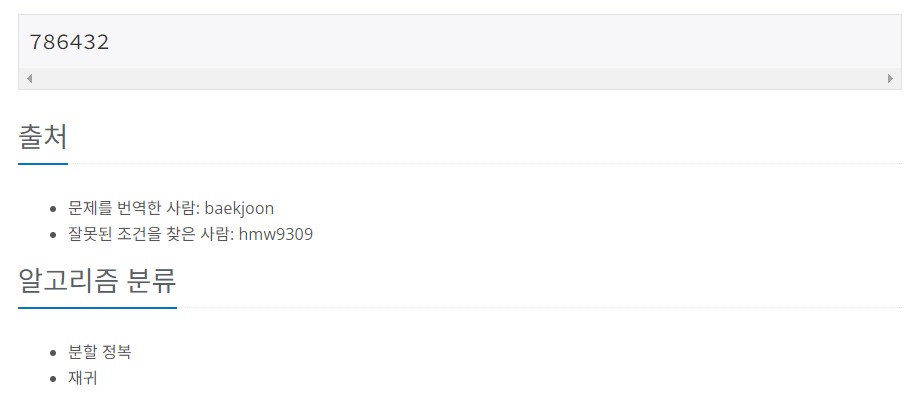 786432
출처
문제를 번역한 사람: baekjoon
잘못된 조건을 찾은 사람: hmw9309
알고리즘 분류
분할 정복
재귀